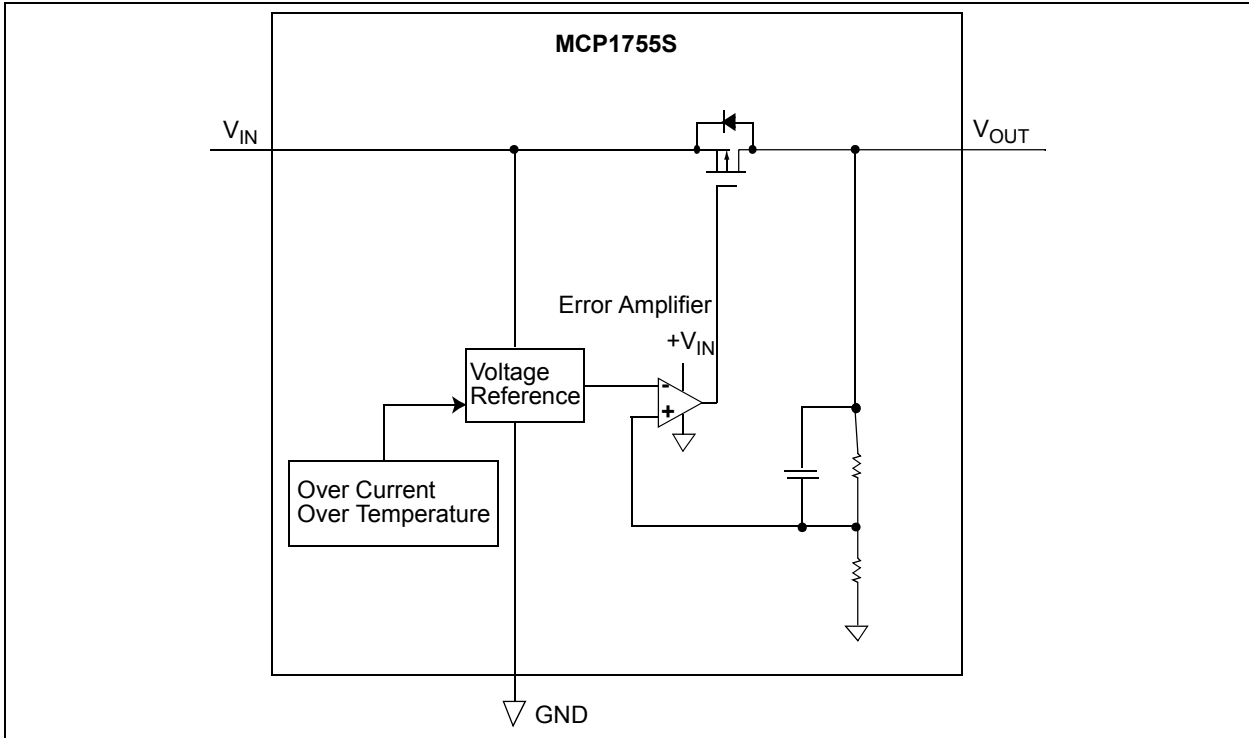 MCP1755S
V_IN
V_OUT
Error Amplifier
+V_IN
Voltage
Reference
-
+
Over Current
Over Temperature
GND